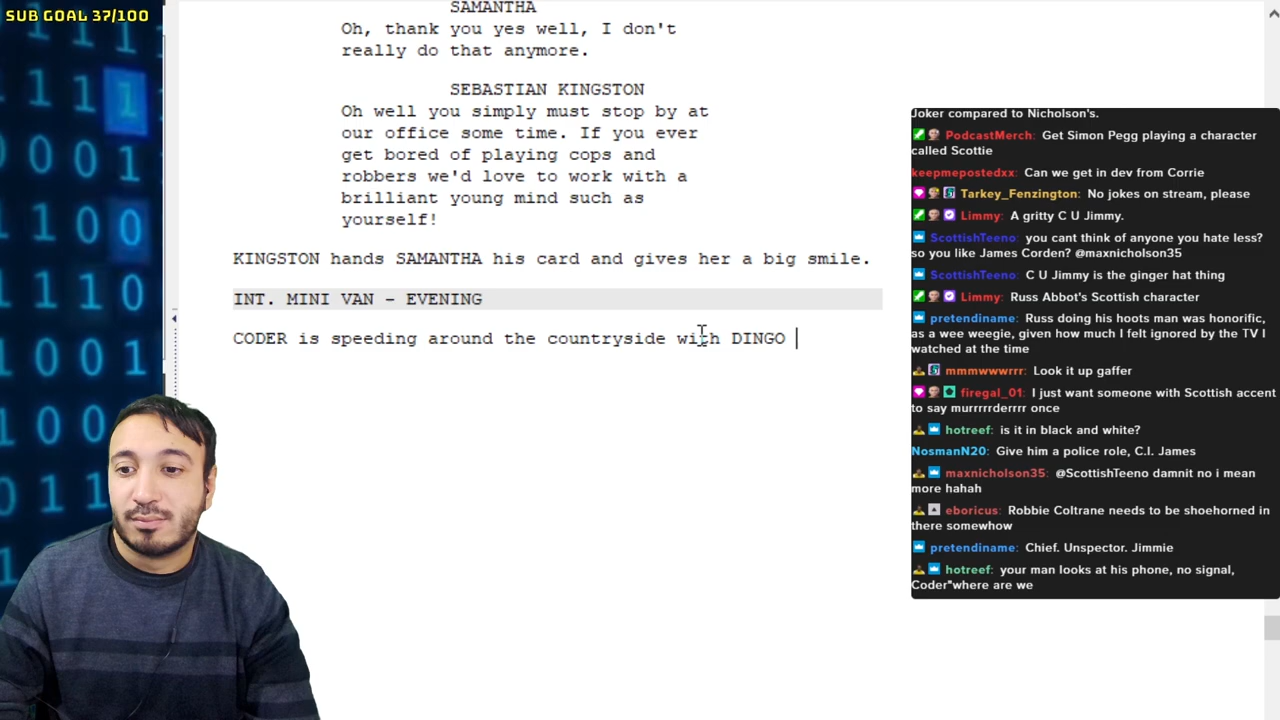 SUB GOAL 37/100
SAMANTHA
Oh, thank you yes well, I don't
really do that anymore.
SEBASTIAN KINGSTON
Oh well you simply must stop by at
our office some time. If you ever
get bored of playing cops and
robbers we'd love to work with a
brilliant young mind such as
yourself!
KINGSTON hands SAMANTHA his card and gives her a big smile.
INT. MINI VAN - EVENING
CODER is speeding around the countryside with DINGO
Joker compared to Nicholson's.
PodcastMerch: Get Simon Pegg playing a character
called Scottie
keepmepostedxx: Can we get in dev from Corrie
Tarkey_Fenzington: No jokes on stream, please
Limmy: A gritty C U Jimmy.
ScottishTeeno: you cant think of anyone you hate less?
so you like James Corden? @maxnicholson35
ScottishTeeno: C U Jimmy is the ginger hat thing
Limmy: Russ Abbot's Scottish character
pretendiname: Russ doing his hoots man was honorific,
as a wee weegie, given how much I felt ignored by the TV I
watched at the time
mmmwwwrrr: Look it up gaffer
firegal_01: I just want someone with Scottish accent
to say murrrrderrrr once
hotreef: is it in black and white?
NosmanN20: Give him a police role, C.I. James
maxnicholson35: @ScottishTeeno damnit no i mean
more hahah
eboricus: Robbie Coltrane needs to be shoehorned in
there somewhow
pretendiname: Chief. Unspector. Jimmie
hotreef: your man looks at his phone, no signal,
Coder"where are we